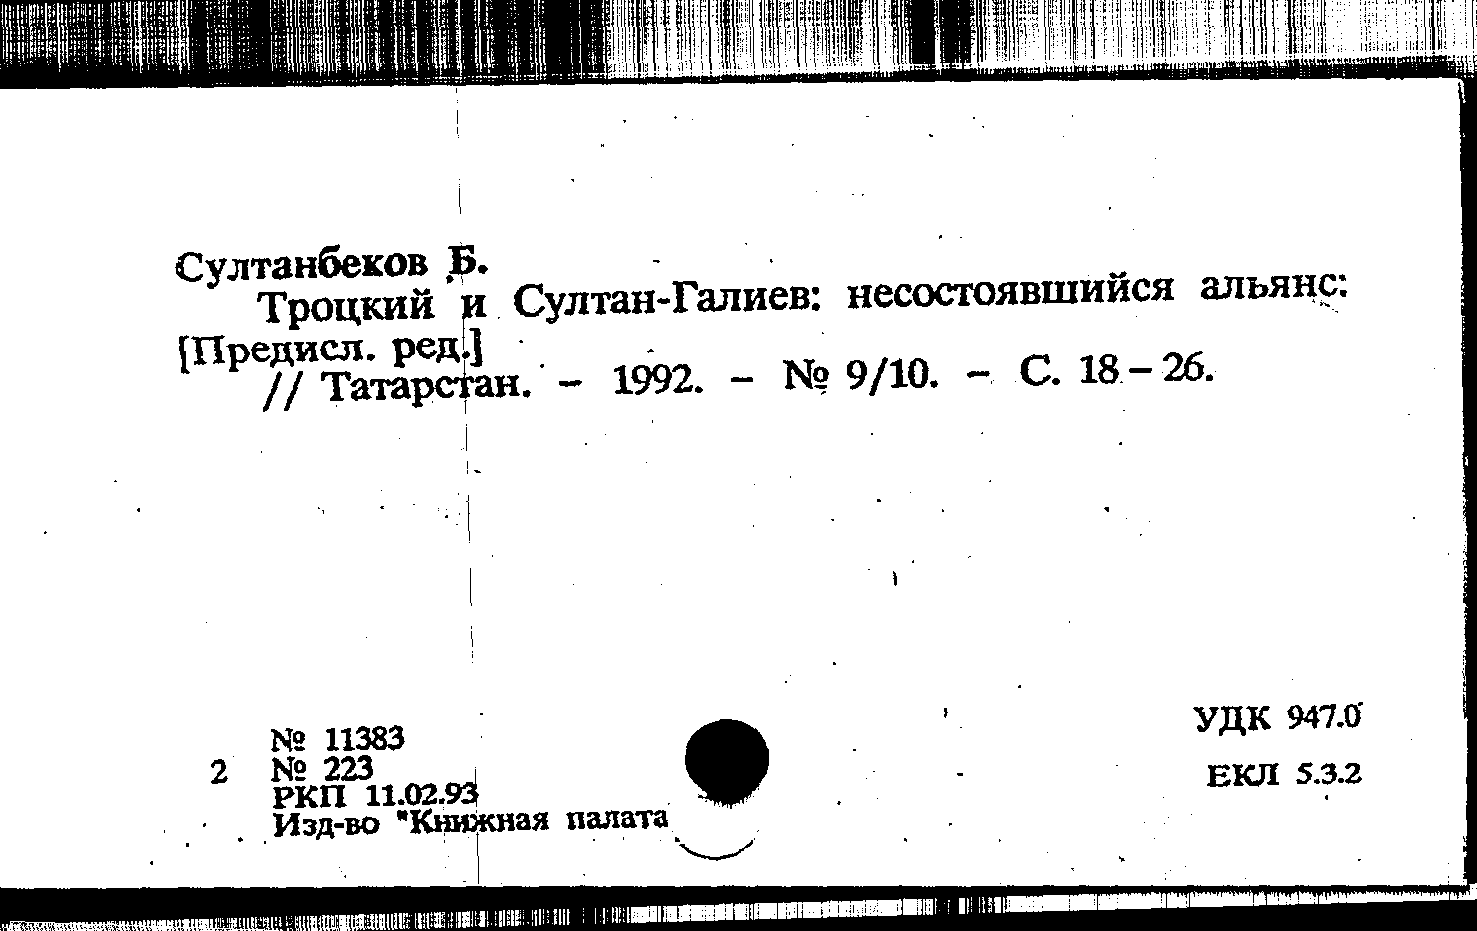 Султанбеков Б.
Троцкий и Султан-Галиев: несостоявшийся альянс:
[Предисл. ред.]
// Татарстан. - 1992. - № 9/10. - С. 18-26.
УДК 947.0
№ 11383
2 № 223
ЕКЛ 5.3.2
РКП 11.02.93
Изд-во "Книжная палата